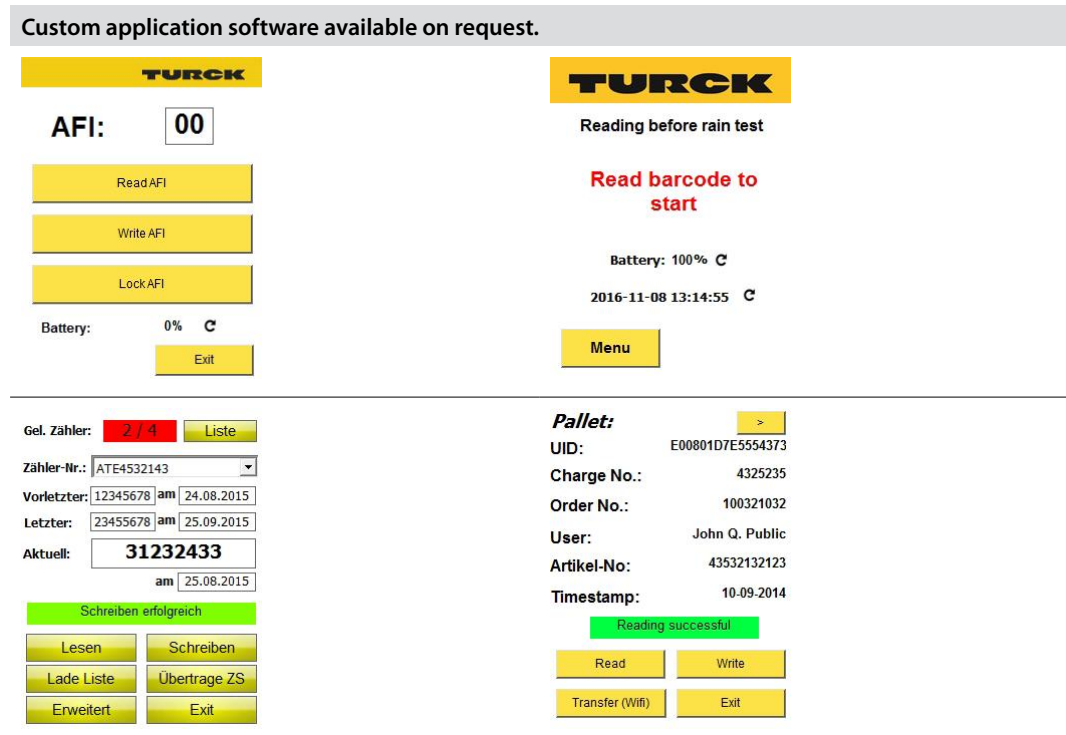 Custom application software available on request.
TURCK
AFI: 00
Read AFI
Write AFI
Lock AFI
Battery: 0%
Exit
TURCK
Reading before rain test
Read barcode to
start
Battery: 100%
2016-11-08 13:14:55
Menu
Gel. Zähler: 2 / 4 Liste
Zähler-Nr.: ATE4532143
Vorletzter: 12345678 am 24.08.2015
Letzter: 23455678 am 25.09.2015
Aktuell: 31232433
am 25.08.2015
Schreiben erfolgreich
Lesen Schreiben
Lade Liste Übertrage ZS
Erweitert Exit
Pallet: >
UID: E00801D7E5554373
Charge No.: 4325235
Order No.: 100321032
User: John Q. Public
Artikel-No: 43532132123
Timestamp: 10-09-2014
Reading successful
Read Write
Transfer (Wifi) Exit